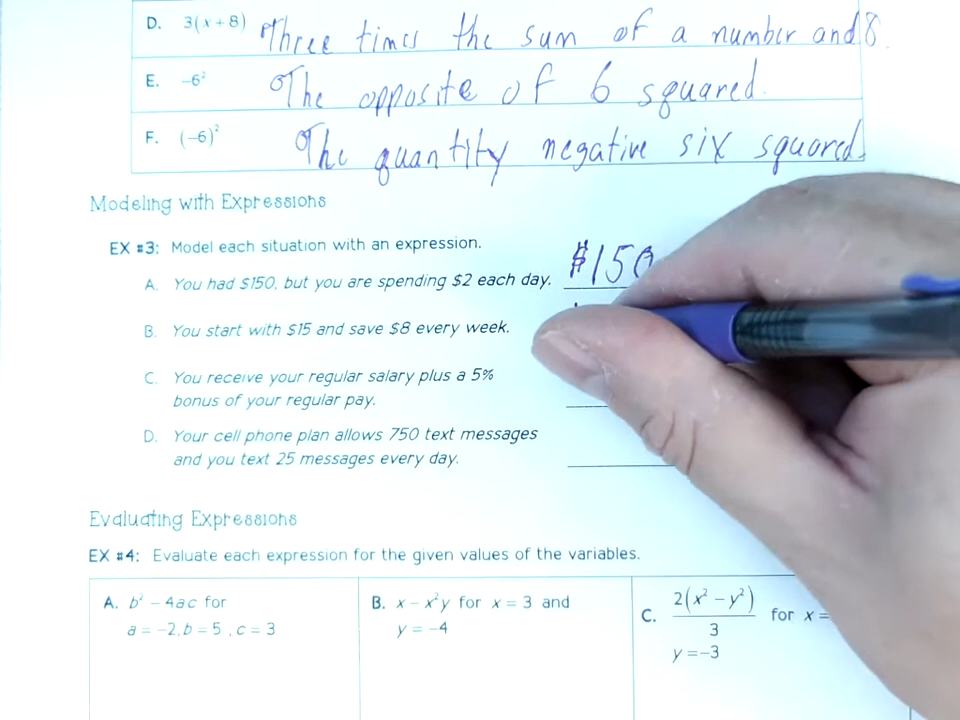 D. 3(x + 8) Three times the sum of a number and 8.
E. -6² The opposite of 6 squared.
F. (-6)² The quantity negative six squared.
Modeling with Expressions
EX #3: Model each situation with an expression.
A. You had $150, but you are spending $2 each day. $150
B. You start with $15 and save $8 every week.
C. You receive your regular salary plus a 5%
bonus of your regular pay.
D. Your cell phone plan allows 750 text messages
and you text 25 messages every day.
Evaluating Expressions
EX #4: Evaluate each expression for the given values of the variables.
A. b² - 4ac for
a = -2, b = 5, c = 3
B. x - x²y for x = 3 and
y = -4
C. 2(x² - y²)
3
for x =
y = -3